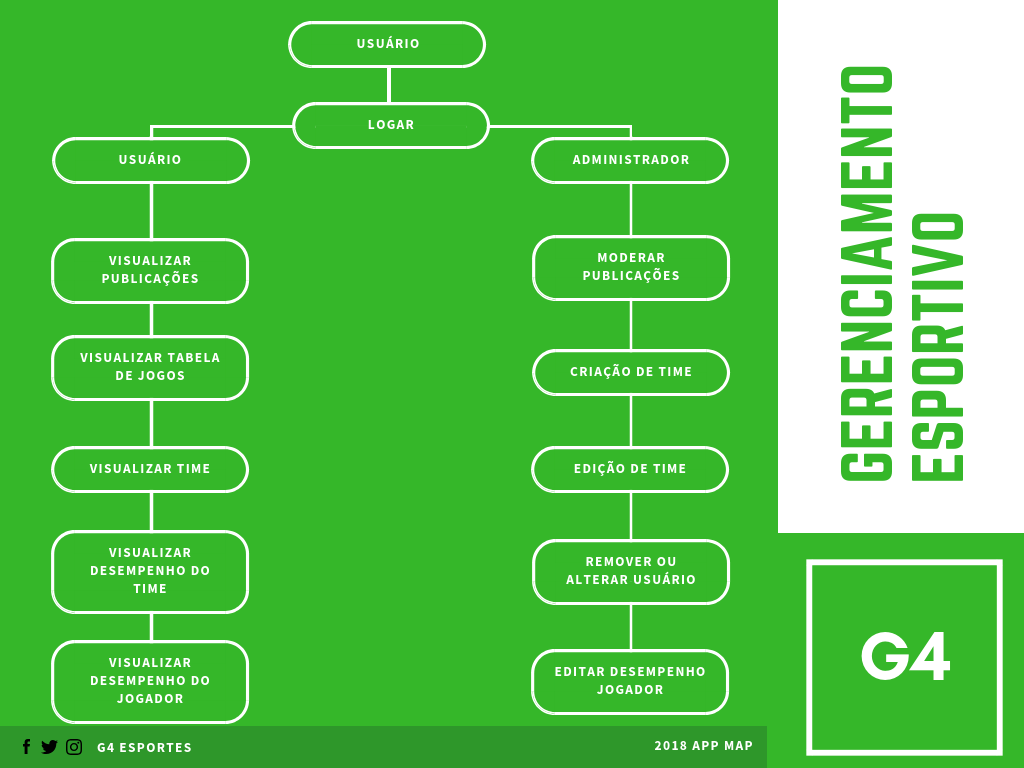 USUÁRIO
LOGAR
USUÁRIO
VISUALIZAR
PUBLICAÇÕES
VISUALIZAR TABELA
DE JOGOS
VISUALIZAR TIME
VISUALIZAR
DESEMPENHO DO
TIME
VISUALIZAR
DESEMPENHO DO
JOGADOR
ADMINISTRADOR
MODERAR
PUBLICAÇÕES
CRIAÇÃO DE TIME
EDIÇÃO DE TIME
REMOVER OU
ALTERAR USUÁRIO
EDITAR DESEMPENHO
JOGADOR
GERENCIAMENTO
ESPORTIVO
G4
G4 ESPORTES
2018 APP MAP